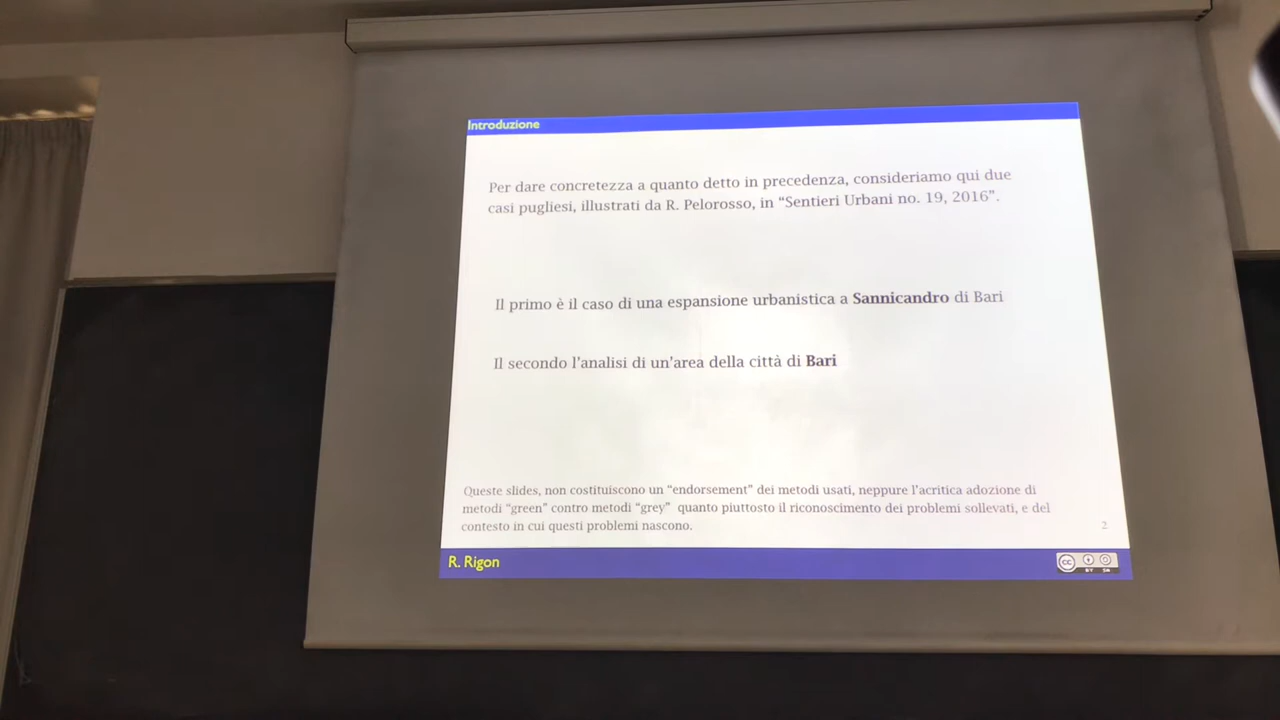 Introduzione
Per dare concretezza a quanto detto in precedenza, consideriamo qui due
casi pugliesi, illustrati da R. Pelorosso, in “Sentieri Urbani no. 19, 2016”.
Il primo è il caso di una espansione urbanistica a Sannicandro di Bari
Il secondo l'analisi di un'area della città di Bari
Queste slides, non costituiscono un “endorsement” dei metodi usati, neppure l'acritica adozione di
metodi “green” contro metodi “grey” quanto piuttosto il riconoscimento dei problemi sollevati, e del
contesto in cui questi problemi nascono.
2
R. Rigon
cc
BY SA